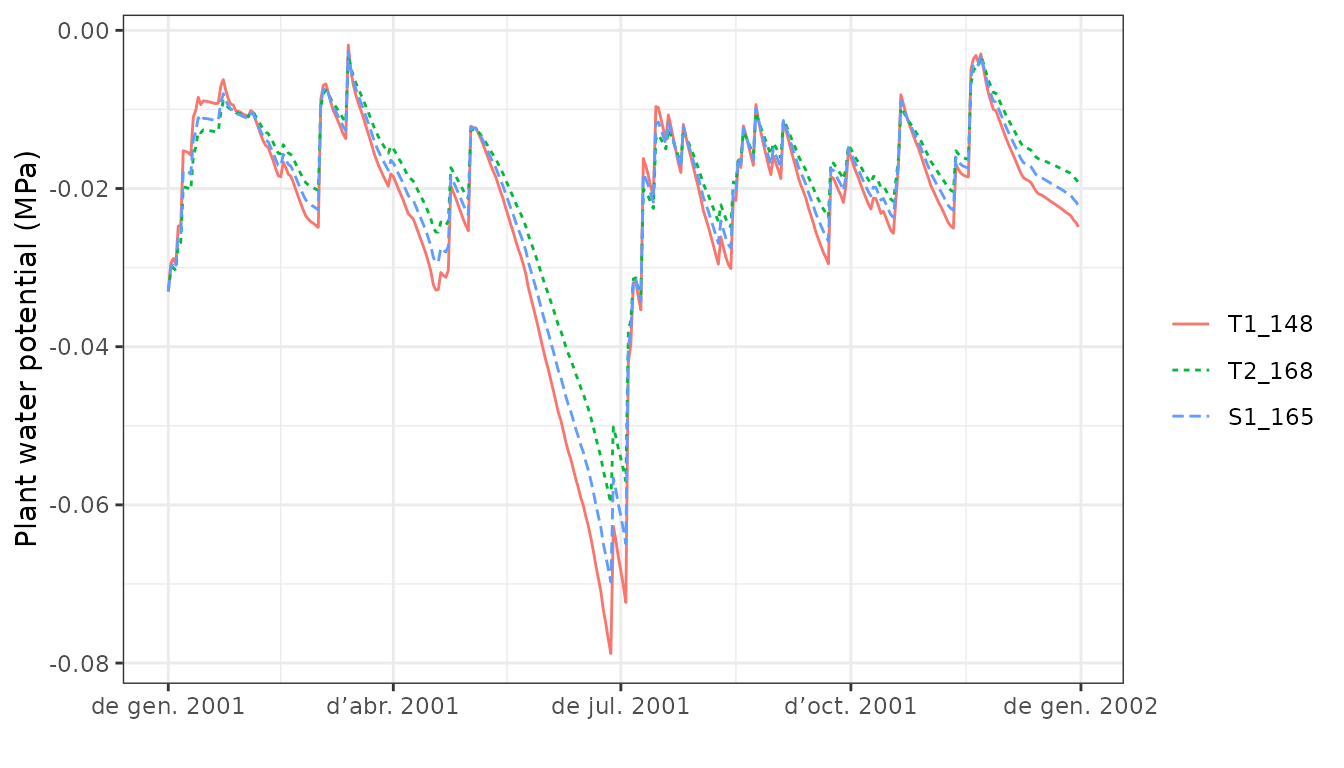 Plant water potential (MPa)
0.00
-0.02
-0.04
-0.06
-0.08
de gen. 2001
d’abr. 2001
de jul. 2001
d’oct. 2001
de gen. 2002
T1_148
T2_168
S1_165